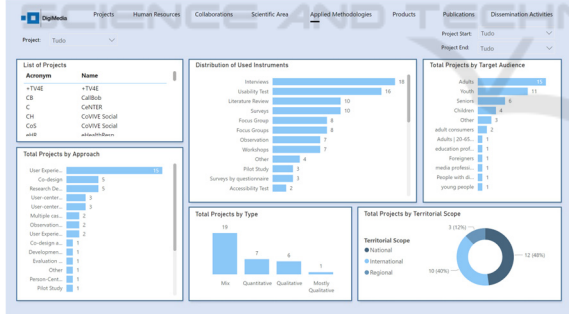 SCIENCE AND TECHN
DigiMedia
Projects
Human Resources
Collaborations
Scientific Area
Applied Methodologies
Products
Publications
Dissemination Activities
Project: Tudo
Project Start: Tudo
Project End: Tudo
List of Projects
Acronym Name
+TV4E +TV4E
CB CallBob
C CeNTER
CH CoVIVE Social
CoS CoVIVE Social
eHR eHealthResp
Distribution of Used Instruments
Interviews 18
Usability Test 16
Literature Review 10
Surveys 10
Focus Group 8
Focus Groups 8
Observation 7
Workshops 7
Other 4
Pilot Study 3
Surveys by questionnaire 3
Accessibility Test 2
Total Projects by Target Audience
Adults 15
Youth 11
Seniors 6
Children 4
Other 3
adult consumers 2
Adults | 20-65... 1
education prof... 1
Foreigners 1
media professi... 1
People with di... 1
young people 1
Total Projects by Approach
User Experie...
Co-design 5
Research De... 5
User-center... 3
User-center... 3
Multiple cas... 2
Observation... 2
User Experie... 2
Co-design a... 1
Developmen... 1
Evaluation ... 1
Other 1
Person-Cent... 1
Pilot Study 1
Total Projects by Type
19
7
6
1
Mix
Quantitative
Qualitative
Mostly
Qualitative
Total Projects by Territorial Scope
Territorial Scope
National
International
Regional
3 (12%)
12 (48%)
10 (40%)